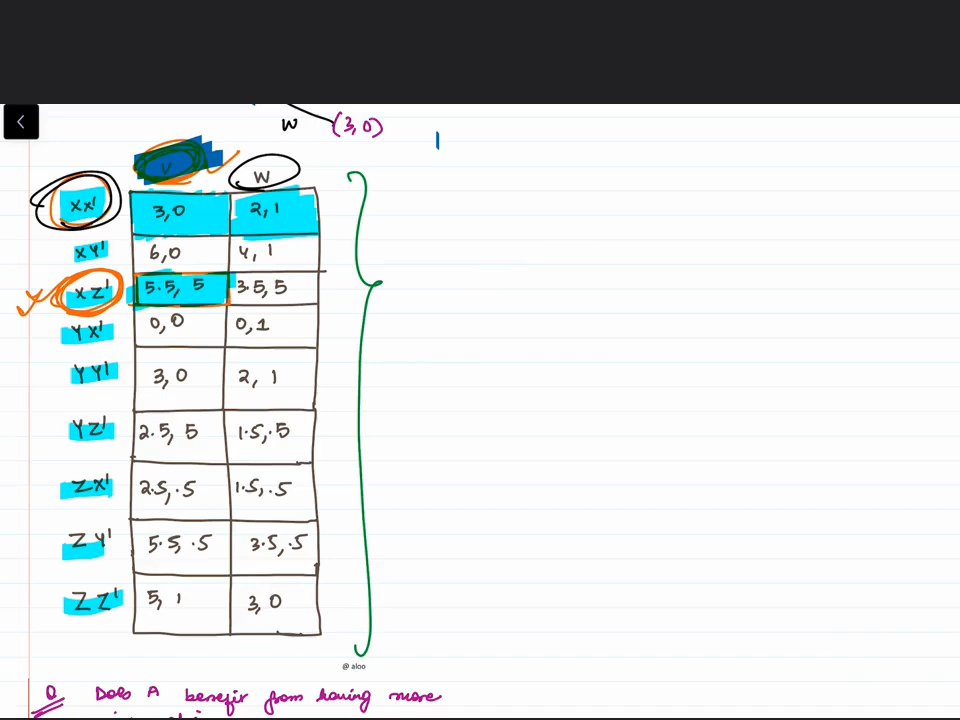 W (3,0)
V W
XX' 3,0 2,1
XY' 6,0 4,1
XZ' 5.5, 5 3.5,5
YX' 0,0 0,1
YY' 3,0 2,1
YZ' 2.5, 5 1.5,.5
ZX' 2.5,.5 1.5,.5
ZY' 5.5,.5 3.5,.5
ZZ' 5,1 3,0
@ aloo
Q Does A benefit from having more